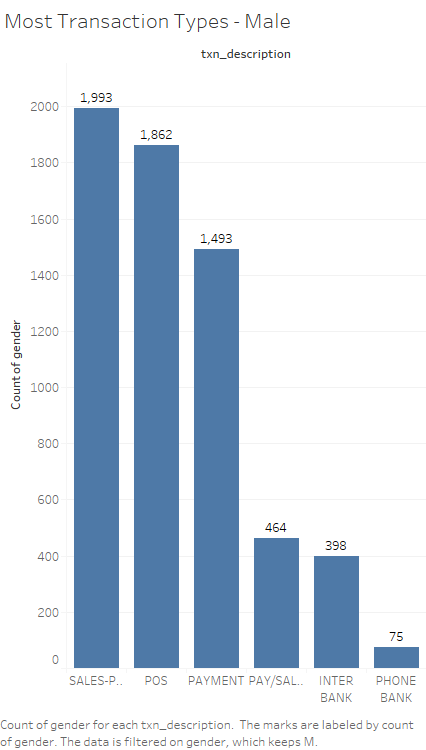 Most Transaction Types - Male
txn_description
Count of gender
2000
1800
1600
1400
1200
1000
800
600
400
200
0
1,993
1,862
1,493
464
398
75
SALES-P..
POS
PAYMENT
PAY/SAL..
INTER
BANK
PHONE
BANK
Count of gender for each txn_description.  The marks are labeled by count
of gender. The data is filtered on gender, which keeps M.